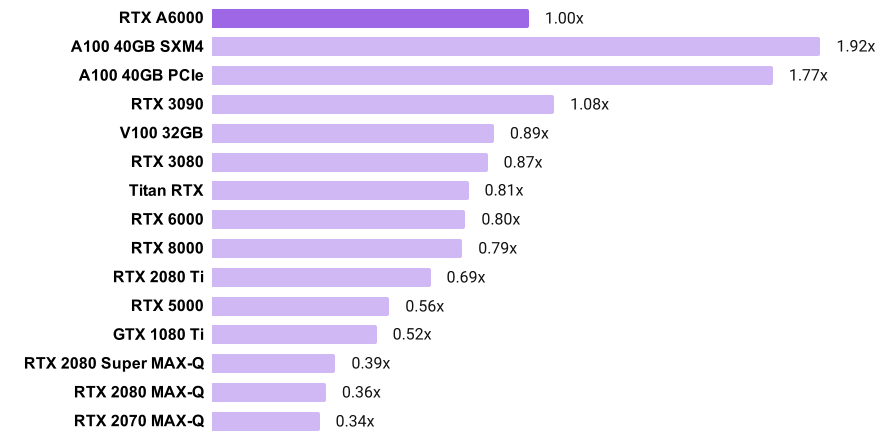 RTX A6000 1.00x
A100 40GB SXM4 1.92x
A100 40GB PCIe 1.77x
RTX 3090 1.08x
V100 32GB 0.89x
RTX 3080 0.87x
Titan RTX 0.81x
RTX 6000 0.80x
RTX 8000 0.79x
RTX 2080 Ti 0.69x
RTX 5000 0.56x
GTX 1080 Ti 0.52x
RTX 2080 Super MAX-Q 0.39x
RTX 2080 MAX-Q 0.36x
RTX 2070 MAX-Q 0.34x